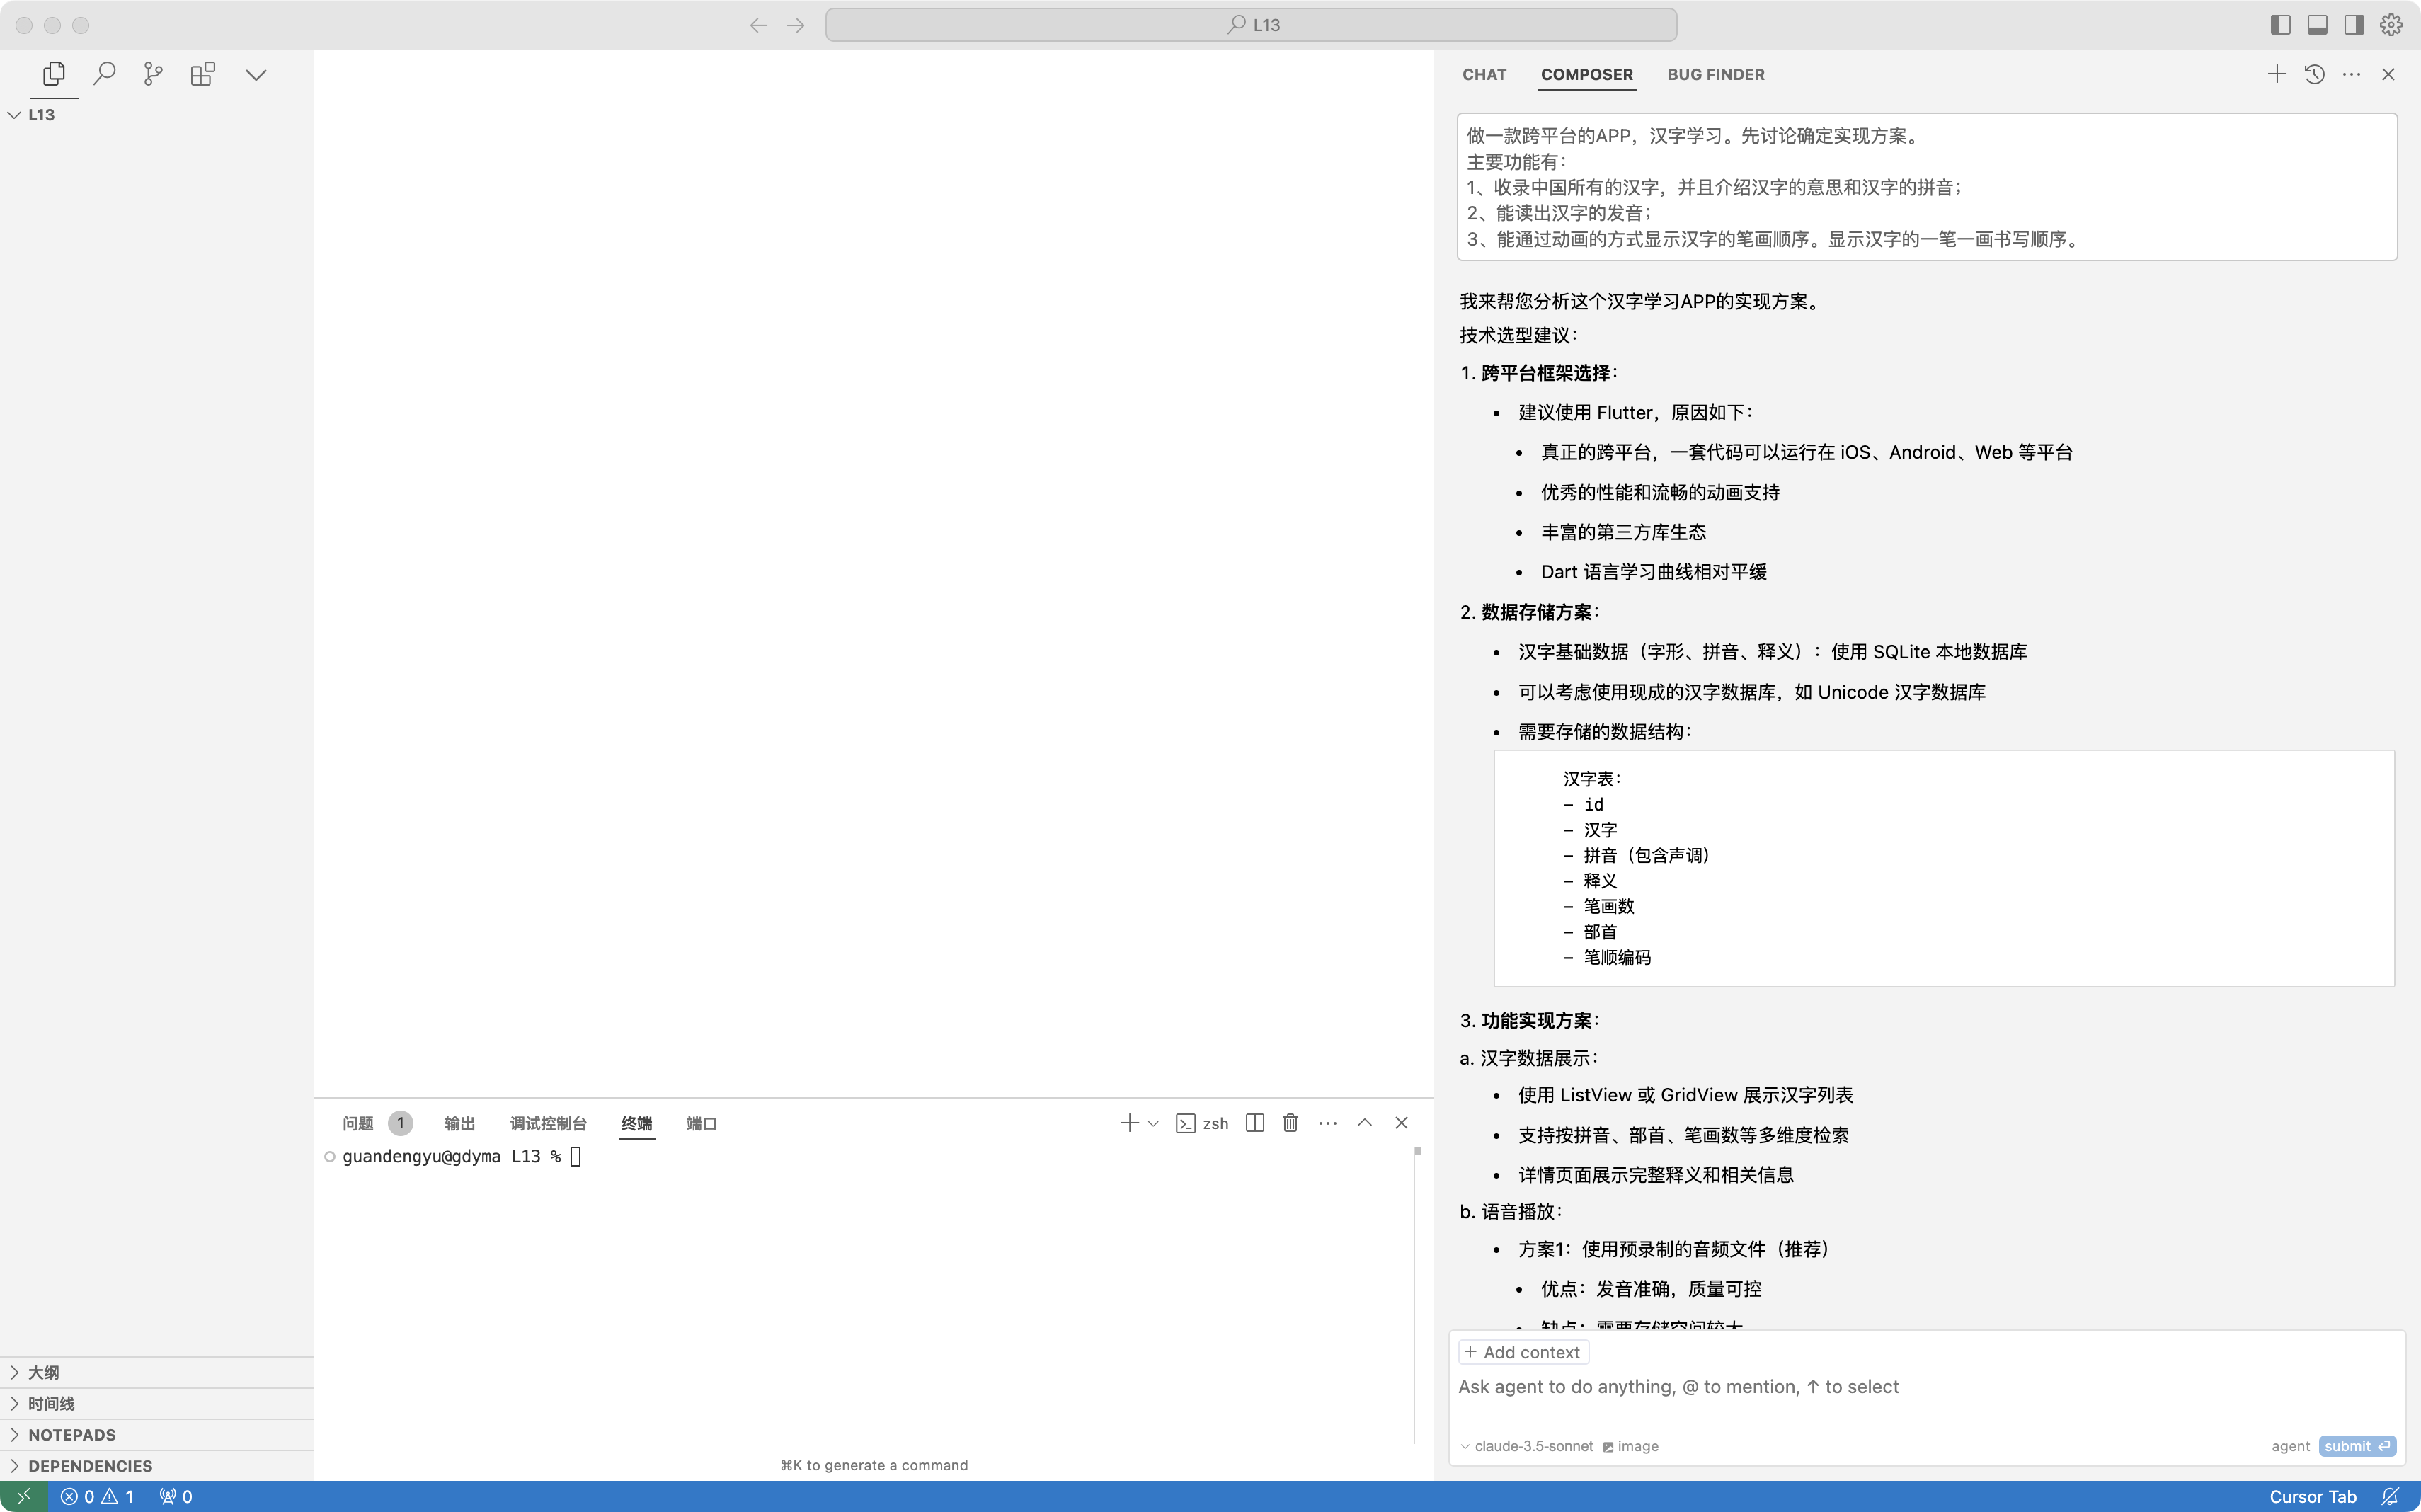 L13
L13
大纲
时间线
NOTEPADS
DEPENDENCIES
问题 1 输出 调试控制台 终端 端口
zsh
guandengyu@gdyma L13 %
⌘K to generate a command
CHAT COMPOSER BUG FINDER
做一款跨平台的APP，汉字学习。先讨论确定实现方案。
主要功能有：
1、收录中国所有的汉字，并且介绍汉字的意思和汉字的拼音；
2、能读出汉字的发音；
3、能通过动画的方式显示汉字的笔画顺序。显示汉字的一笔一画书写顺序。
我来帮您分析这个汉字学习APP的实现方案。
技术选型建议：
1. 跨平台框架选择：
• 建议使用 Flutter，原因如下：
• 真正的跨平台，一套代码可以运行在 iOS、Android、Web 等平台
• 优秀的性能和流畅的动画支持
• 丰富的第三方库生态
• Dart 语言学习曲线相对平缓
2. 数据存储方案：
• 汉字基础数据（字形、拼音、释义）：使用 SQLite 本地数据库
• 可以考虑使用现成的汉字数据库，如 Unicode 汉字数据库
• 需要存储的数据结构：
汉字表：
- id
- 汉字
- 拼音（包含声调）
- 释义
- 笔画数
- 部首
- 笔顺编码
3. 功能实现方案：
a. 汉字数据展示：
• 使用 ListView 或 GridView 展示汉字列表
• 支持按拼音、部首、笔画数等多维度检索
• 详情页面展示完整释义和相关信息
b. 语音播放：
• 方案1：使用预录制的音频文件（推荐）
• 优点：发音准确，质量可控
• 缺点：需要存储空间较大
+ Add context
Ask agent to do anything, @ to mention, ↑ to select
claude-3.5-sonnet image
agent submit
0 1 0
Cursor Tab